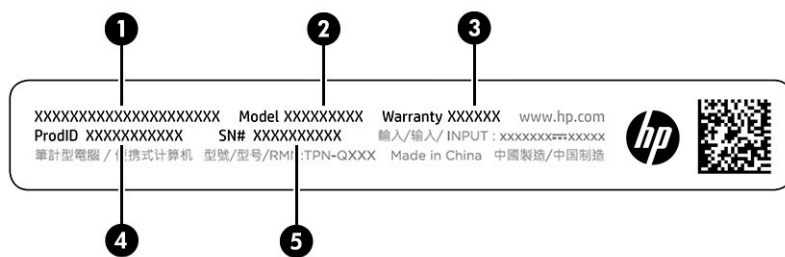 1 2 3
XXXXXXXXXXXXXXXXXXXXX Model XXXXXXXXX Warranty XXXXXX www.hp.com
ProdID XXXXXXXXXXX SN# XXXXXXXXXX 輸入/输入/ INPUT : xxxxxxx⎓xxxxx
筆計型電腦 / 携式计算机 型號/型号/RMN:TPN-QXXX Made in China 中國製造/中国制造
hp
4 5